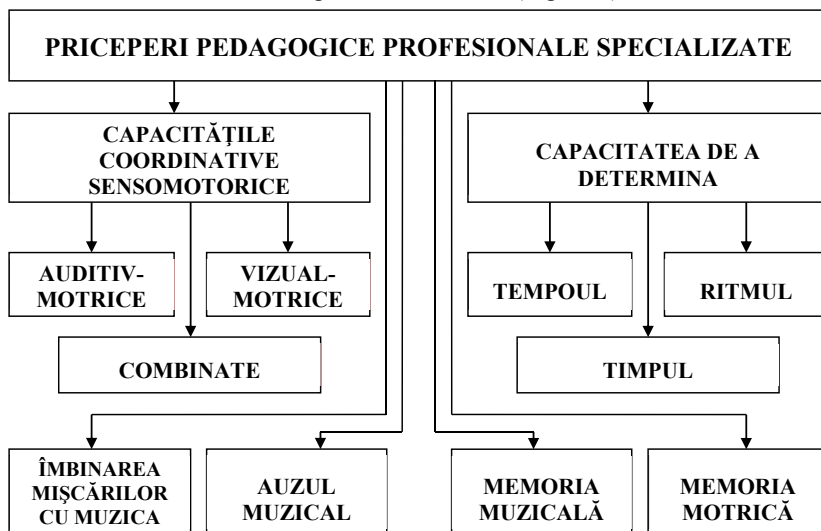 PRICEPERI PEDAGOGICE PROFESIONALE SPECIALIZATE
CAPACITĂŢILE
COORDINATIVE
SENSOMOTORICE
CAPACITATEA DE A
DETERMINA
AUDITIV-
MOTRICE
VIZUAL-
MOTRICE
TEMPOUL
RITMUL
COMBINATE
TIMPUL
ÎMBINAREA
MIŞCĂRILOR
CU MUZICA
AUZUL
MUZICAL
MEMORIA
MUZICALĂ
MEMORIA
MOTRICĂ